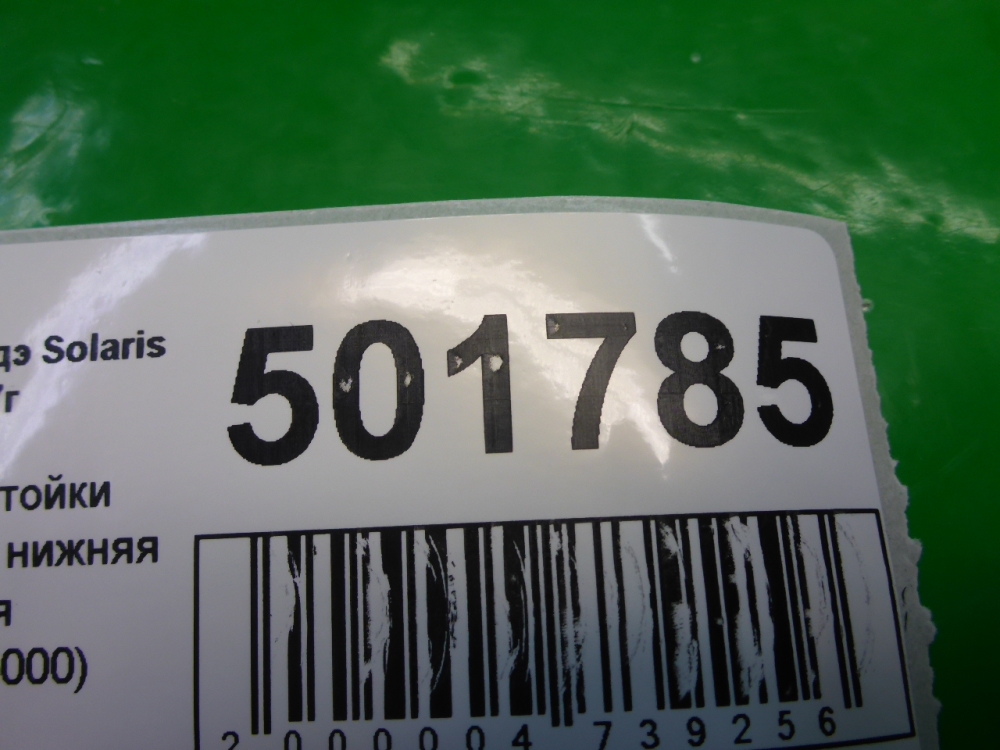 дэ Solaris
501785
/г
тойки
нижняя
я
000)
2 000004 739256